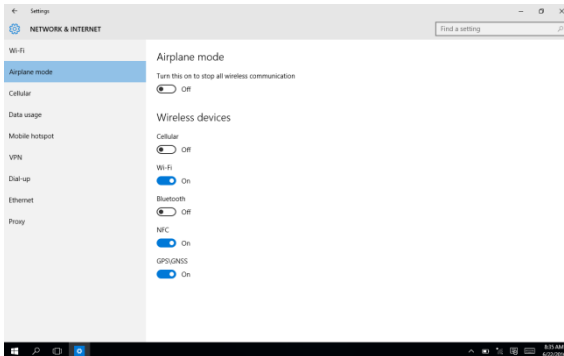 Settings
NETWORK & INTERNET
Find a setting
Wi-Fi
Airplane mode
Cellular
Data usage
Mobile hotspot
VPN
Dial-up
Ethernet
Proxy
Airplane mode
Turn this on to stop all wireless communication
Off
Wireless devices
Cellular
Off
Wi-Fi
On
Bluetooth
Off
NFC
On
GPS\GNSS
On
8:35 AM